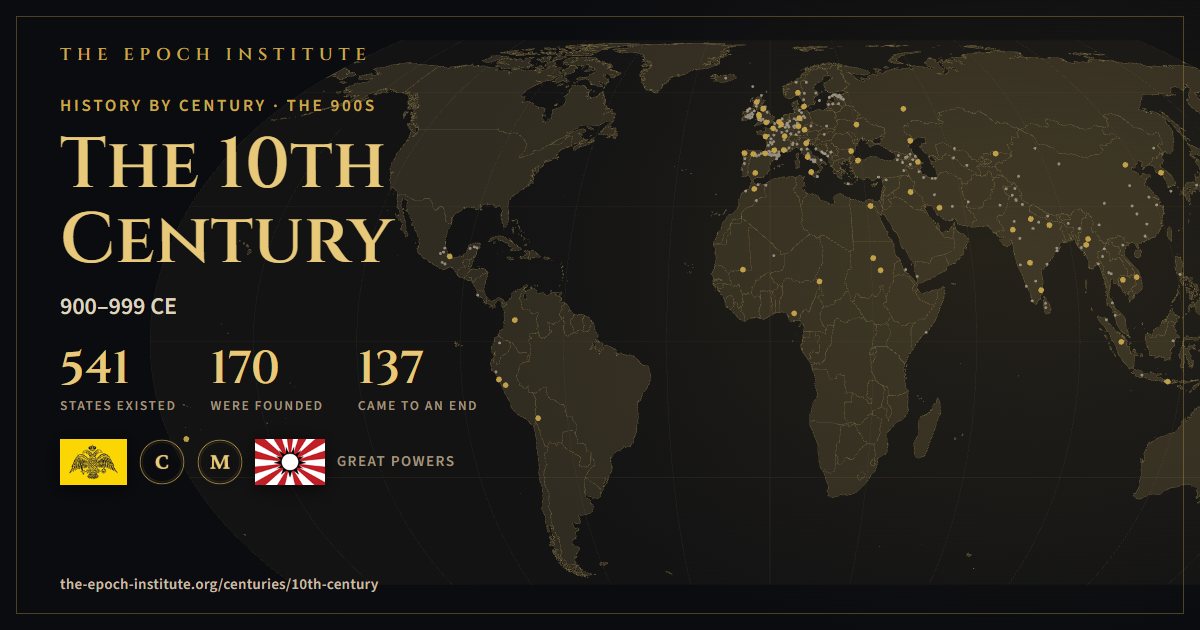 THE EPOCH INSTITUTE
HISTORY BY CENTURY · THE 900S
THE 10TH
CENTURY
900–999 CE
541 170 137
STATES EXISTED WERE FOUNDED CAME TO AN END
C M GREAT POWERS
the-epoch-institute.org/centuries/10th-century